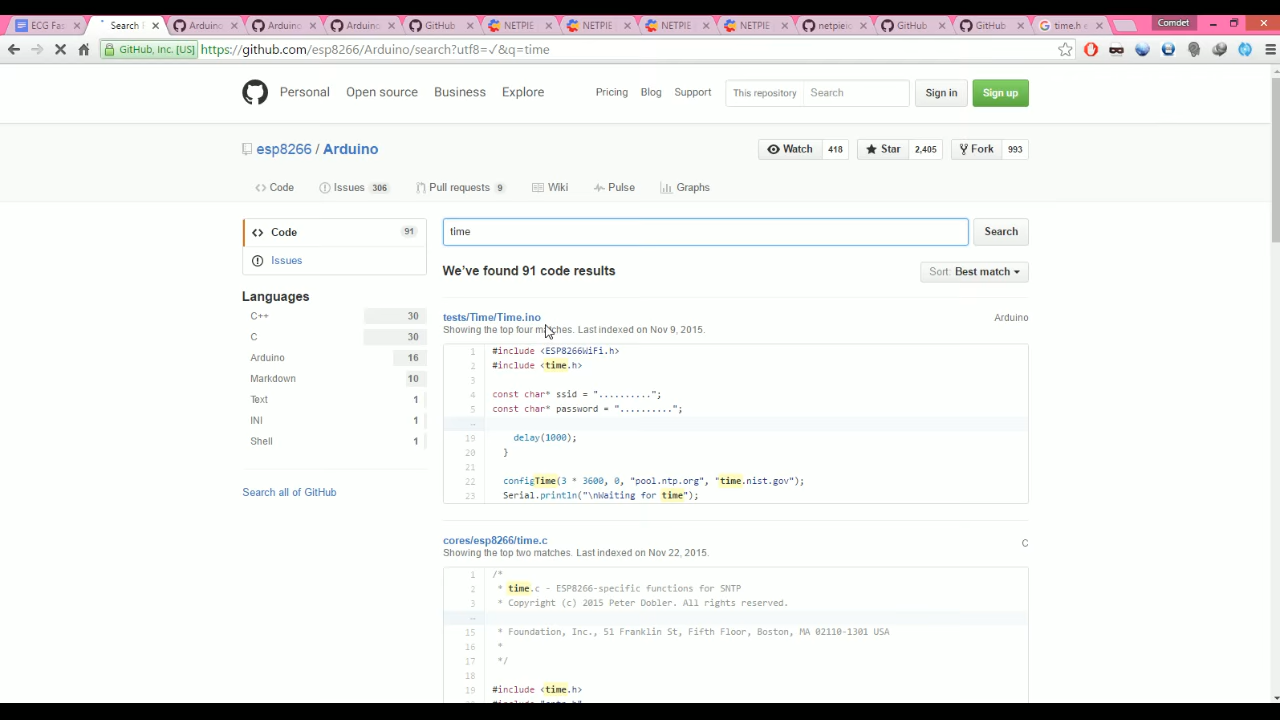 ECG Fas
Search
Arduino
Arduino
Arduino
GitHub
NETPIE
NETPIE
NETPIE
NETPIE
netpieic
GitHub
GitHub
time.h e
Comdet
GitHub, Inc. [US] https://github.com/esp8266/Arduino/search?utf8=✓&q=time
Personal Open source Business Explore Pricing Blog Support This repository Search Sign in Sign up
esp8266 / Arduino Watch 418 Star 2,405 Fork 993
Code Issues 306 Pull requests 9 Wiki Pulse Graphs
Code 91
Issues
time Search
We've found 91 code results Sort: Best match
Languages
C++ 30
C 30
Arduino 16
Markdown 10
Text 1
INI 1
Shell 1
Search all of GitHub
tests/Time/Time.ino Arduino
Showing the top four matches. Last indexed on Nov 9, 2015.
1 #include <ESP8266WiFi.h>
2 #include <time.h>
3
4 const char* ssid = "..........";
5 const char* password = "..........";
..
19 delay(1000);
20 }
21
22 configTime(3 * 3600, 0, "pool.ntp.org", "time.nist.gov");
23 Serial.println("\nWaiting for time");
cores/esp8266/time.c C
Showing the top two matches. Last indexed on Nov 22, 2015.
1 /*
2 * time.c - ESP8266-specific functions for SNTP
3 * Copyright (c) 2015 Peter Dobler. All rights reserved.
..
15 * Foundation, Inc., 51 Franklin St, Fifth Floor, Boston, MA 02110-1301 USA
16 *
17 */
18
19 #include <time.h>